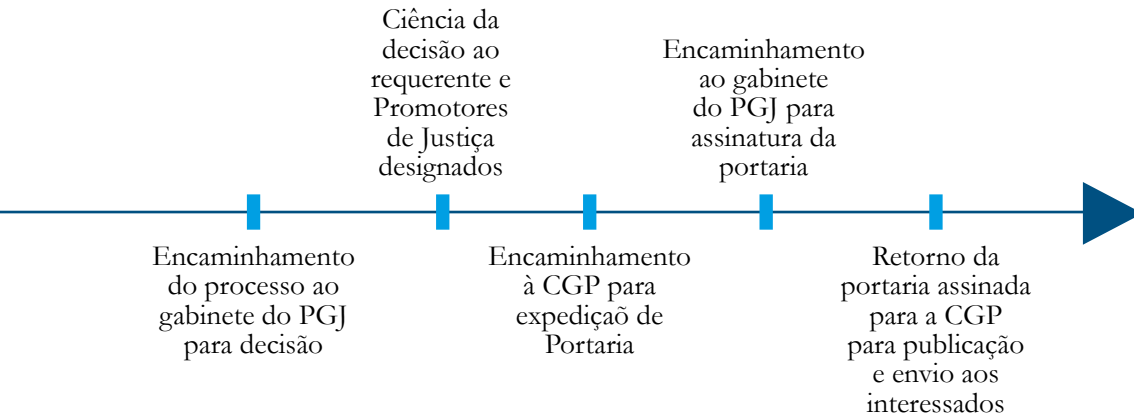 Ciência da
decisão ao
requerente e
Promotores
de Justiça
designados
Encaminhamento
ao gabinete
do PGJ para
assinatura da
portaria
Encaminhamento
do processo ao
gabinete do PGJ
para decisão
Encaminhamento
à CGP para
expediçaõ de
Portaria
Retorno da
portaria assinada
para a CGP
para publicação
e envio aos
interessados